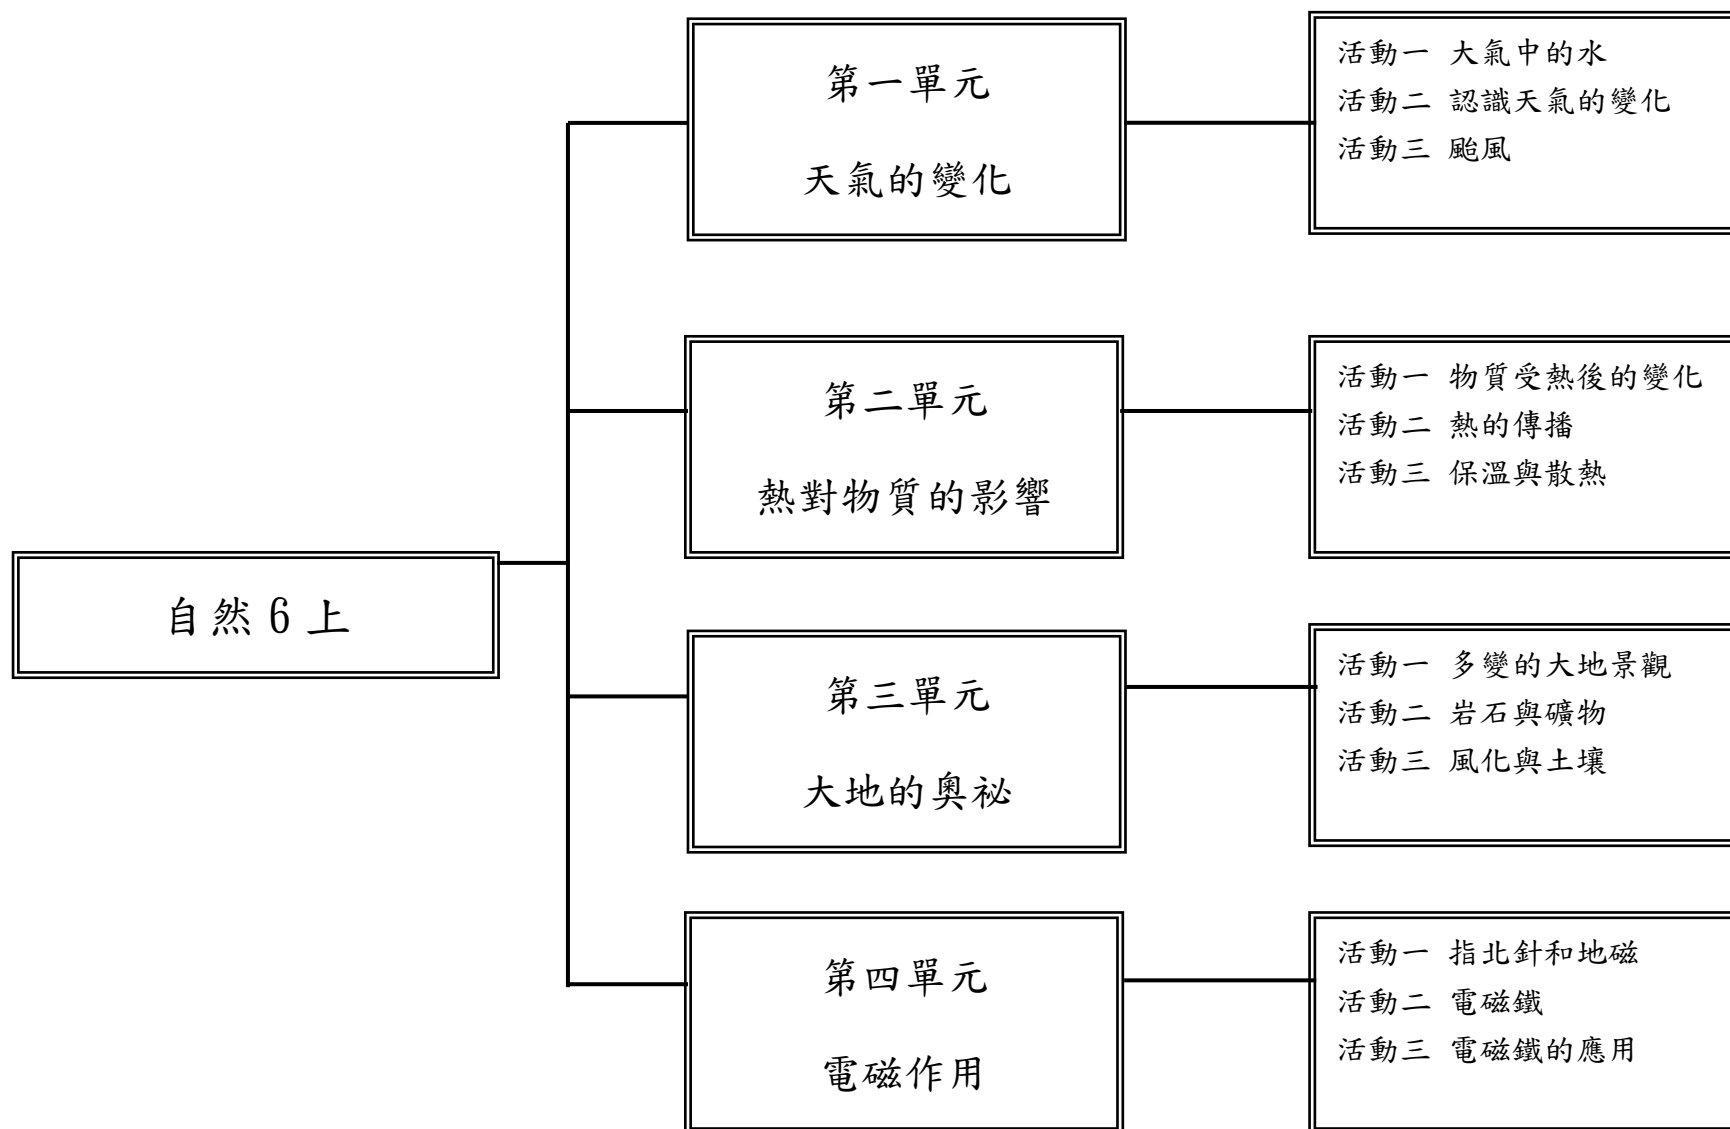 自然 6 上
第一單元
天氣的變化
活動一 大氣中的水
活動二 認識天氣的變化
活動三 颱風
第二單元
熱對物質的影響
活動一 物質受熱後的變化
活動二 熱的傳播
活動三 保溫與散熱
第三單元
大地的奧祕
活動一 多變的大地景觀
活動二 岩石與礦物
活動三 風化與土壤
第四單元
電磁作用
活動一 指北針和地磁
活動二 電磁鐵
活動三 電磁鐵的應用